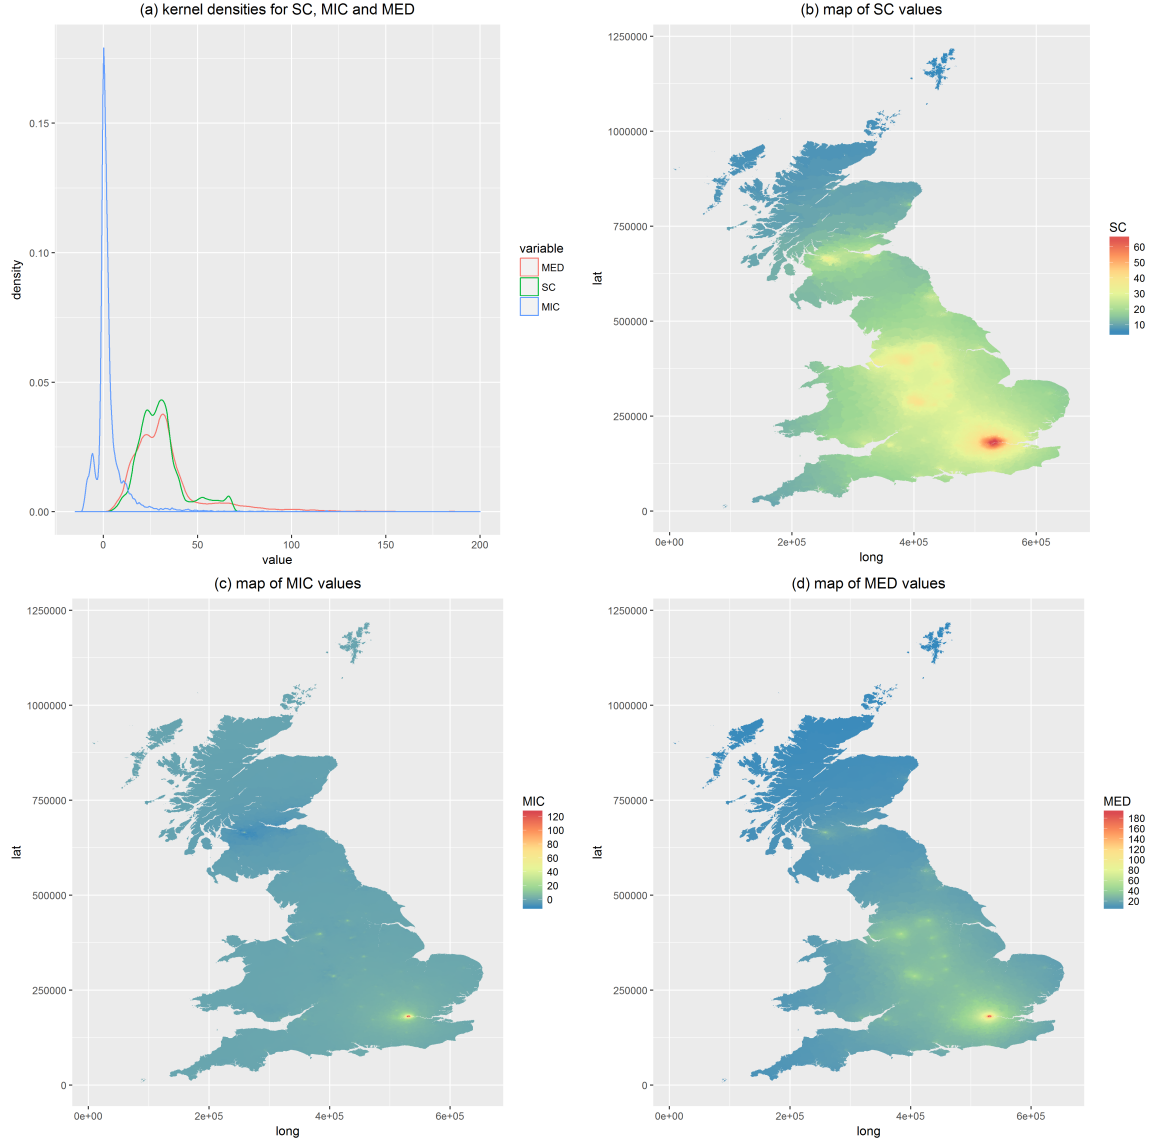 (a) kernel densities for SC, MIC and MED
density
0.15
0.10
0.05
0.00
0
50
100
150
200
value
variable
MED
SC
MIC
(b) map of SC values
lat
1250000
1000000
750000
500000
250000
0
0e+00
2e+05
4e+05
6e+05
long
SC
60
50
40
30
20
10
(c) map of MIC values
lat
1250000
1000000
750000
500000
250000
0
0e+00
2e+05
4e+05
6e+05
long
MIC
120
100
80
60
40
20
0
(d) map of MED values
lat
1250000
1000000
750000
500000
250000
0
0e+00
2e+05
4e+05
6e+05
long
MED
180
160
140
120
100
80
60
40
20